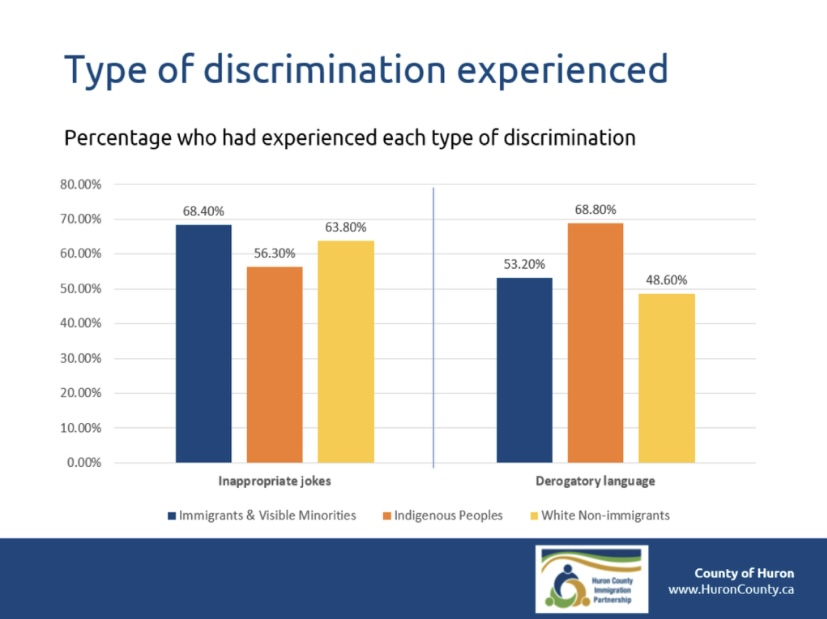 Type of discrimination experienced
Percentage who had experienced each type of discrimination
80.00%
70.00%
60.00%
50.00%
40.00%
30.00%
20.00%
10.00%
0.00%
68.40%
56.30%
63.80%
53.20%
68.80%
48.60%
Inappropriate jokes
Derogatory language
Immigrants & Visible Minorities
Indigenous Peoples
White Non-immigrants
Huron County
Immigration
Partnership
County of Huron
www.HuronCounty.ca